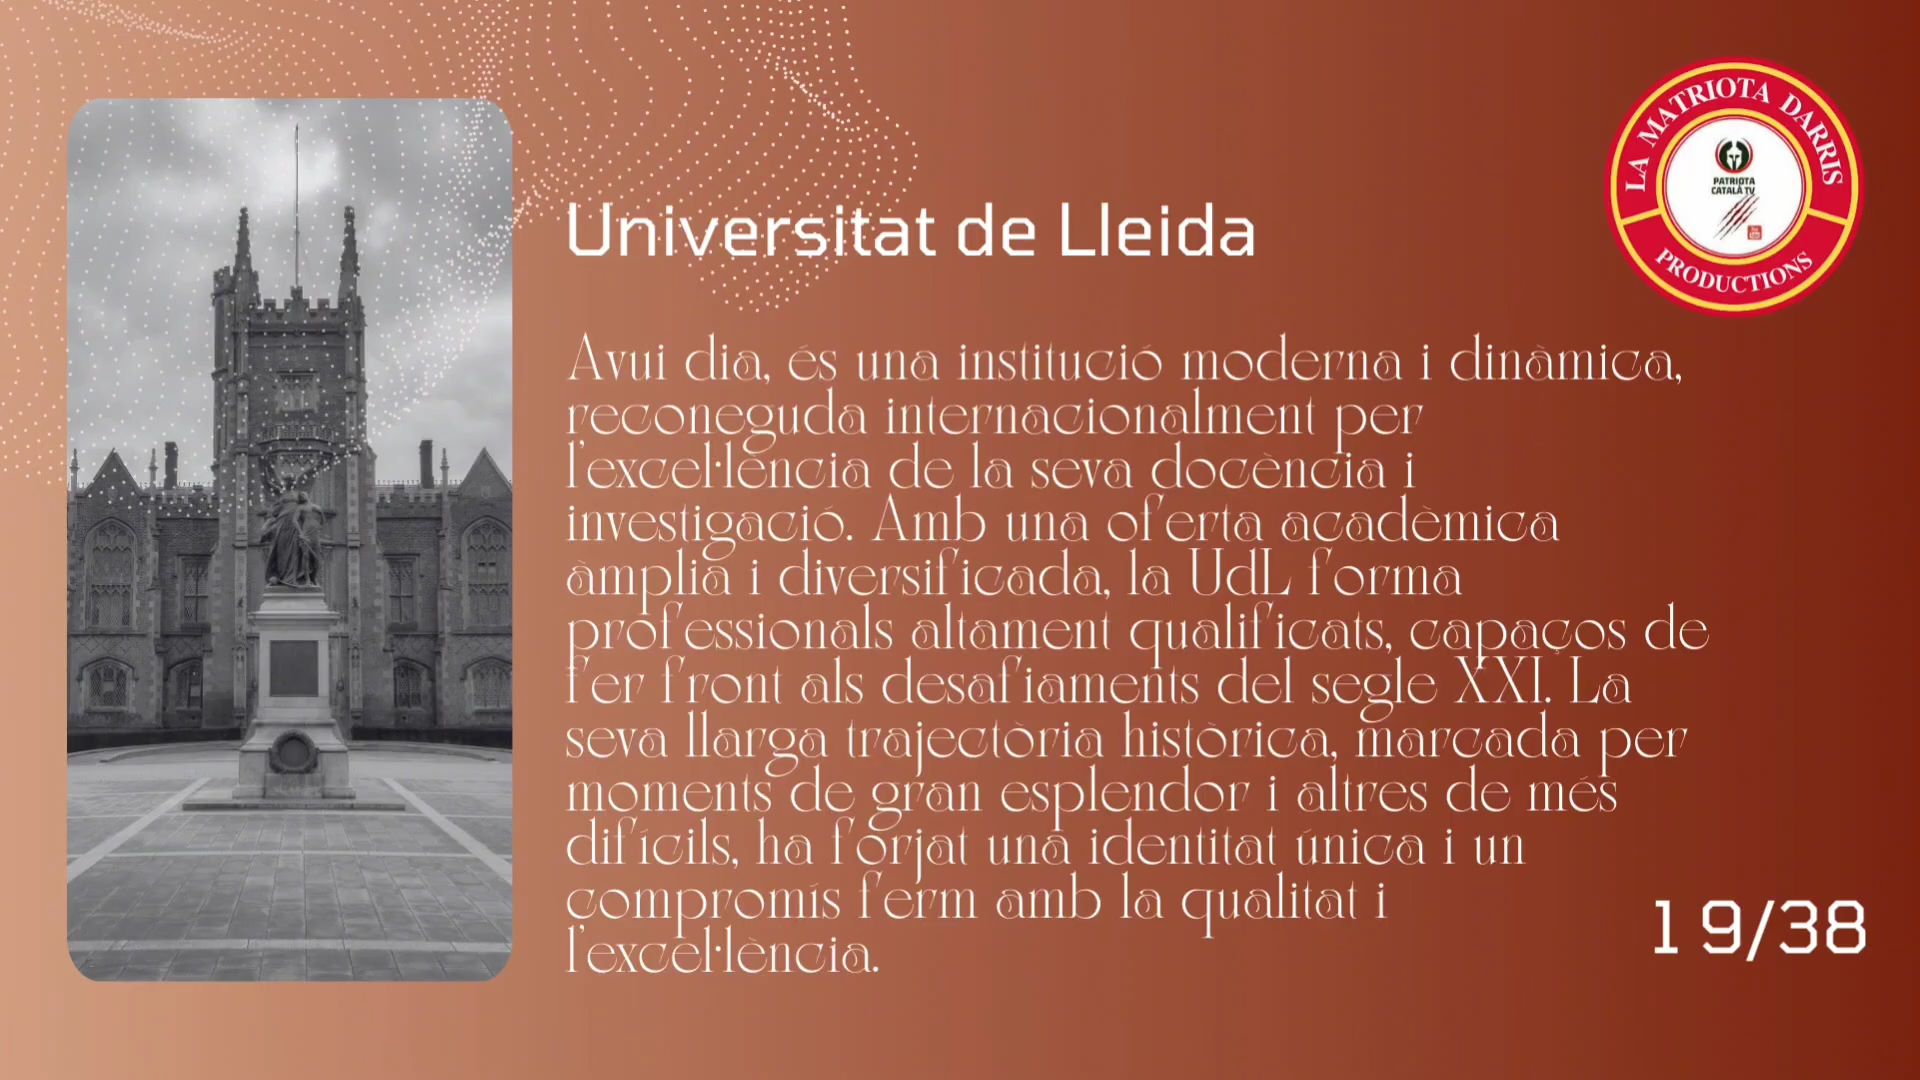 LA MATRIOTA DARRIS
PATRIOTA
CATALÀ TV
PRODUCTIONS
Universitat de Lleida
Avui dia, és una institució moderna i dinàmica,
reconeguda internacionalment per
l'excel·lència de la seva docència i
investigació. Amb una oferta acadèmica
àmplia i diversificada, la UdL forma
professionals altament qualificats, capaços de
fer front als desafiaments del segle XXI. La
seva llarga trajectòria històrica, marcada per
moments de gran esplendor i altres de més
difícils, ha forjat una identitat única i un
compromís ferm amb la qualitat i
l'excel·lència.
19/38